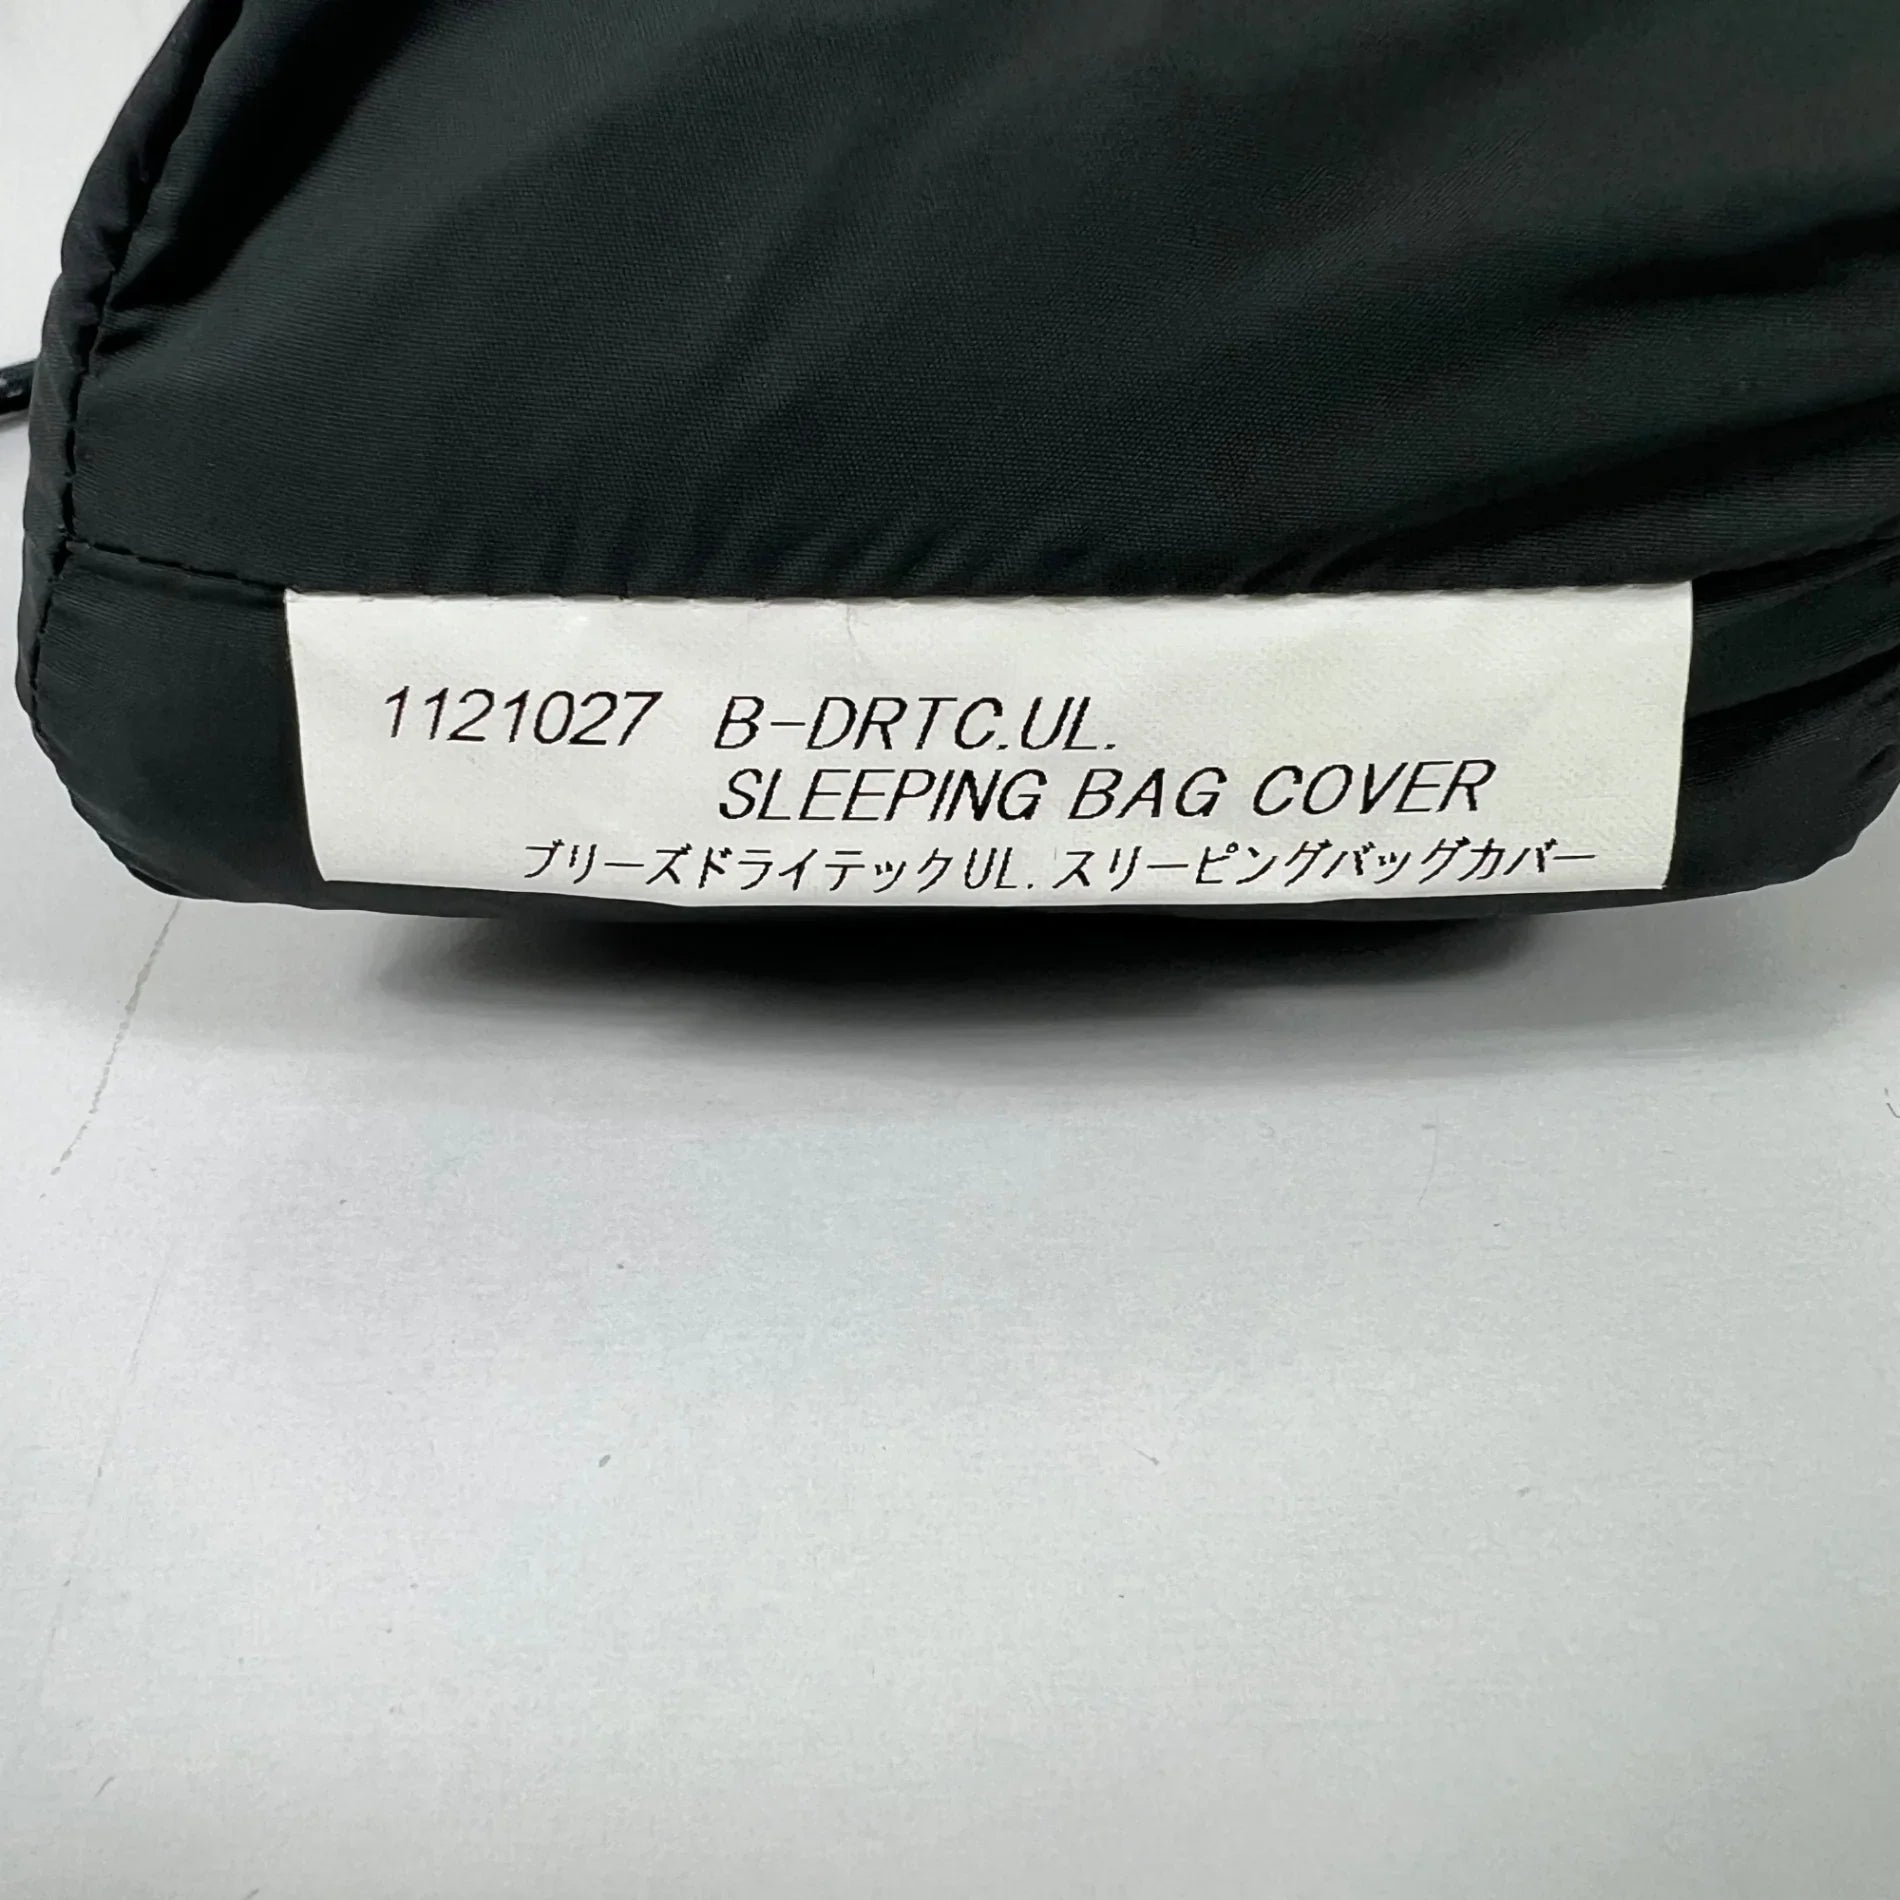 1121027 B-DRTC.UL.
SLEEPING BAG COVER
ブリーズドライテックUL.スリーピングバッグカバー